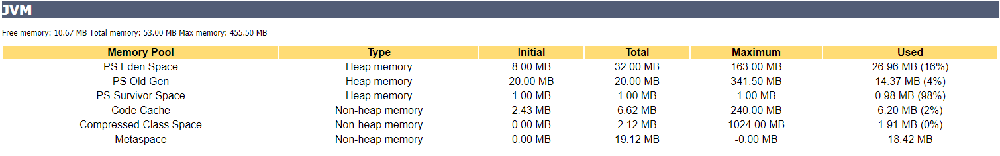 JVM
Free memory: 10.67 MB Total memory: 53.00 MB Max memory: 455.50 MB
Memory Pool Type Initial Total Maximum Used
PS Eden Space Heap memory 8.00 MB 32.00 MB 163.00 MB 26.96 MB (16%)
PS Old Gen Heap memory 20.00 MB 20.00 MB 341.50 MB 14.37 MB (4%)
PS Survivor Space Heap memory 1.00 MB 1.00 MB 1.00 MB 0.98 MB (98%)
Code Cache Non-heap memory 2.43 MB 6.62 MB 240.00 MB 6.20 MB (2%)
Compressed Class Space Non-heap memory 0.00 MB 2.12 MB 1024.00 MB 1.91 MB (0%)
Metaspace Non-heap memory 0.00 MB 19.12 MB -0.00 MB 18.42 MB